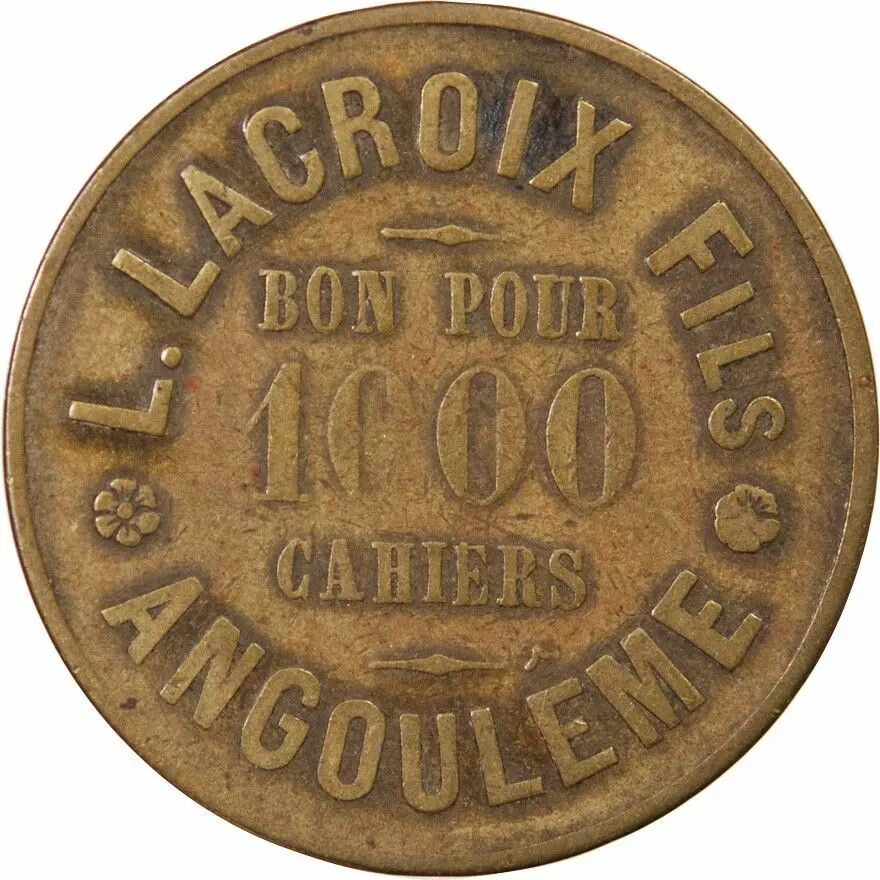 L. LACROIX FILS
BON POUR
1000
CAHIERS
ANGOULÊME